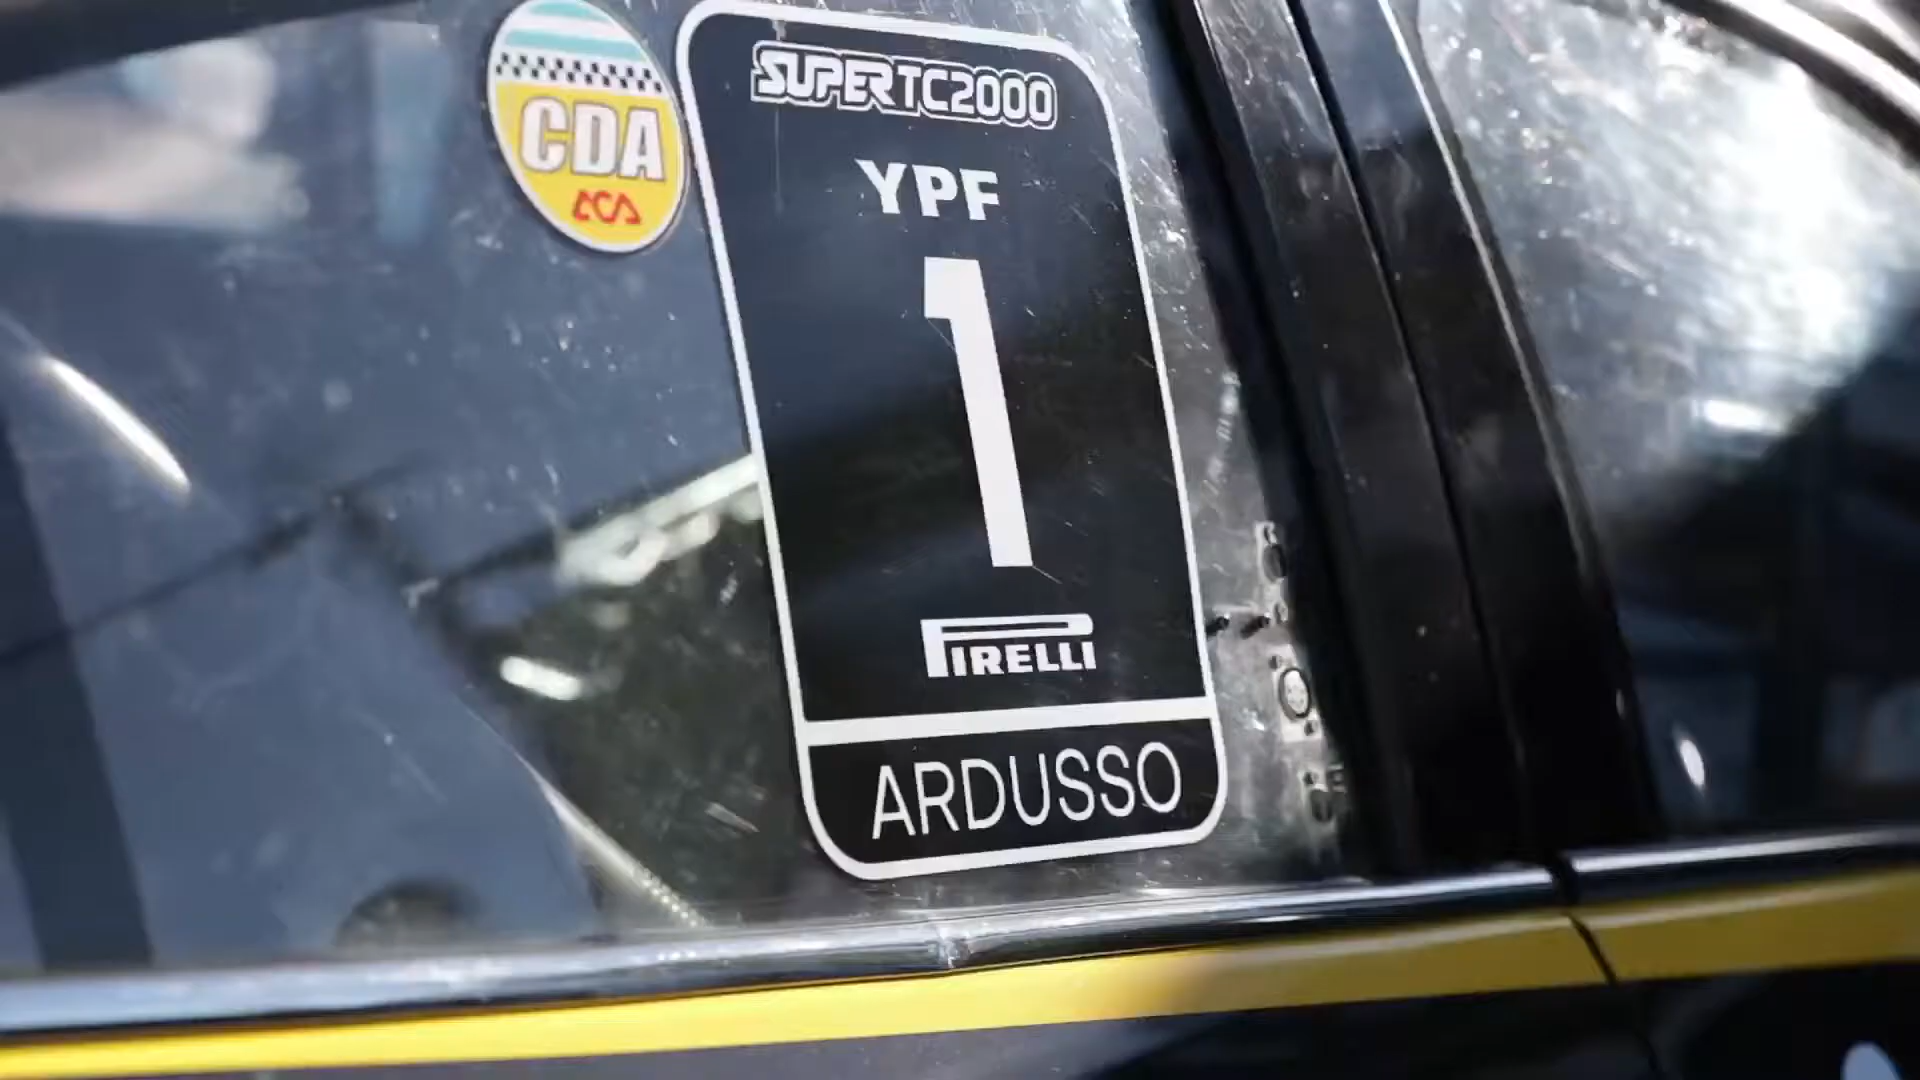 CDA
ACA
SUPERTC2000
YPF
1
PIRELLI
ARDUSSO